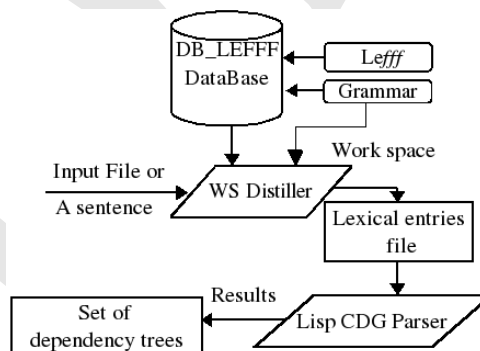 DB_LEFFF
DataBase
Lefff
Grammar
Input File or
A sentence
WS Distiller
Work space
Lexical entries
file
Results
Set of
dependency trees
Lisp CDG Parser